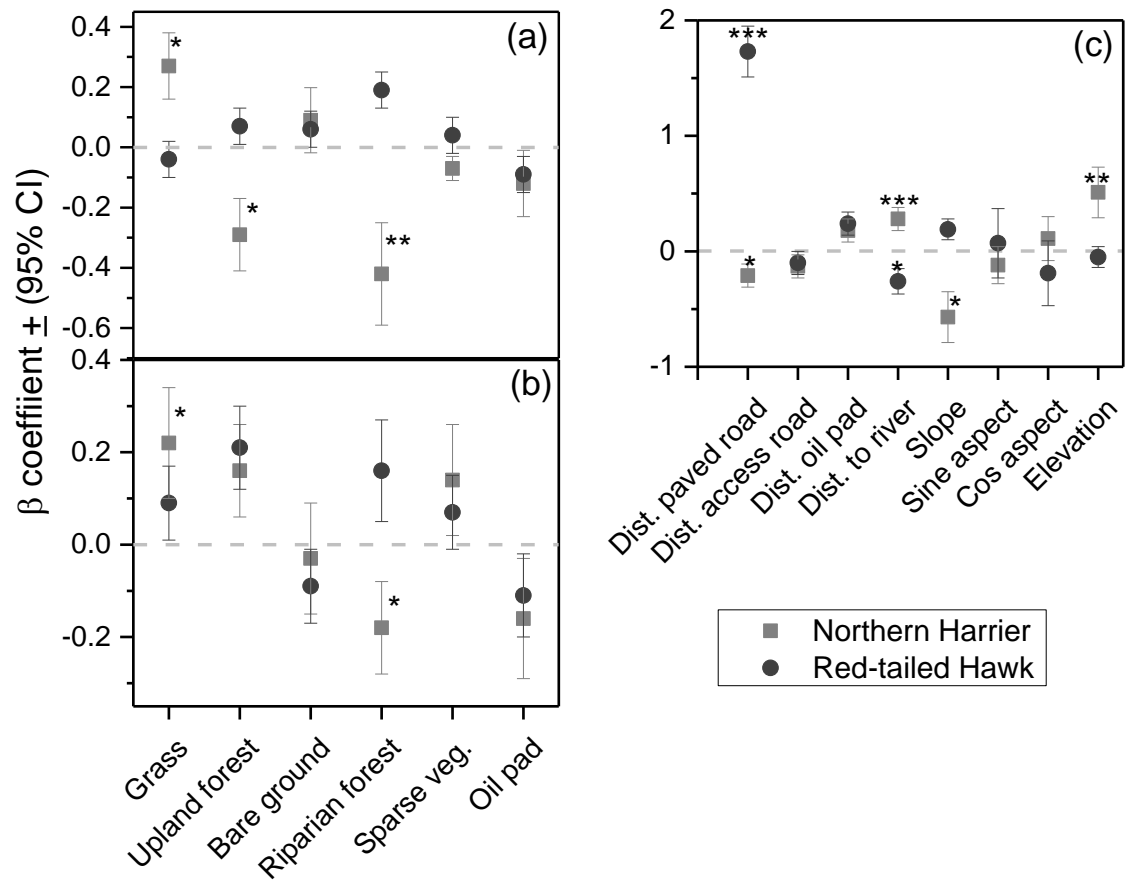 β coeffiient ± (95% CI)
(a)
0.4
0.2
0.0
-0.2
-0.4
-0.6
*
*
**
(b)
0.4
0.2
0.0
-0.2
*
*
Grass
Upland forest
Bare ground
Riparian forest
Sparse veg.
Oil pad
(c)
2
1
0
-1
***
*
***
*
*
**
Dist. paved road
Dist. access road
Dist. oil pad
Dist. to river
Slope
Sine aspect
Cos aspect
Elevation
Northern Harrier
Red-tailed Hawk